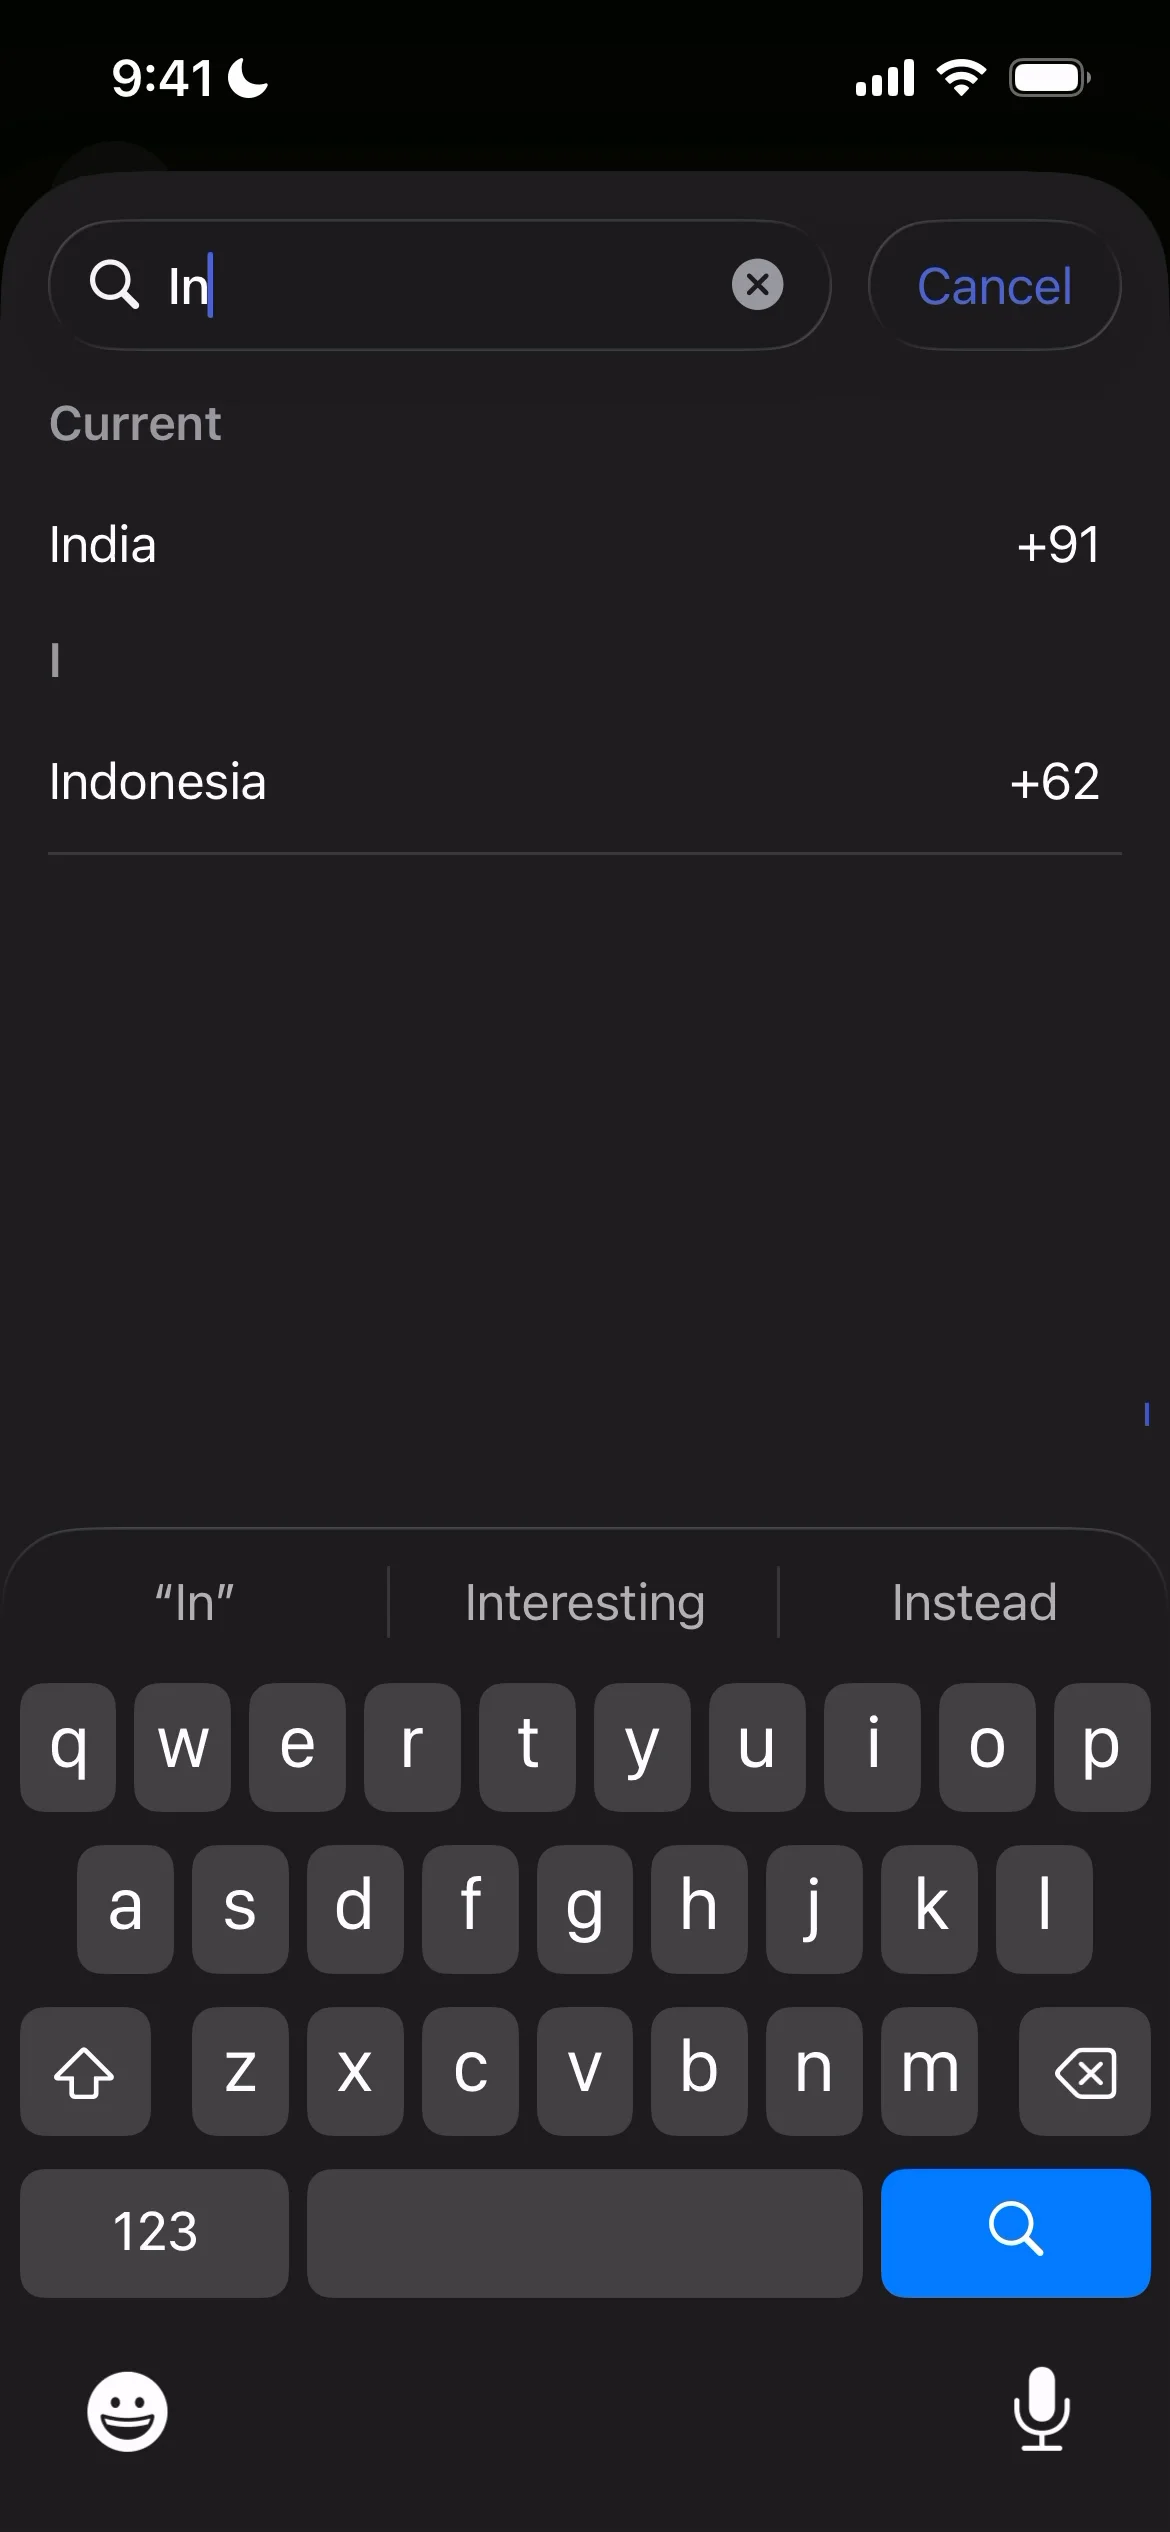 9:41
In
Cancel
Current
India +91
I
Indonesia +62
I
“In” Interesting Instead
q w e r t y u i o p
a s d f g h j k l
z x c v b n m
123